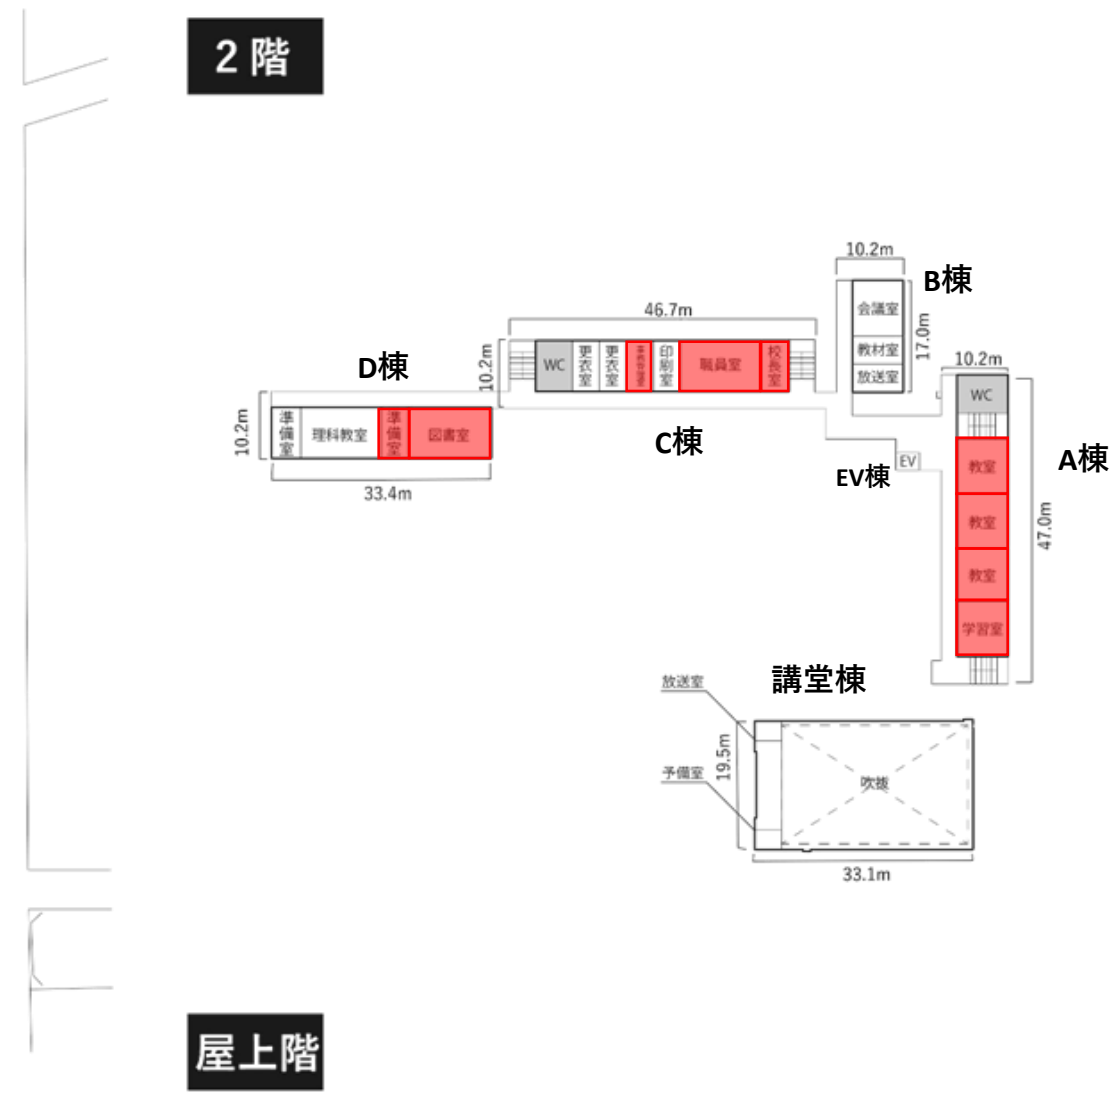 2階
10.2m
B棟
会議室
教材室
放送室
17.0m
46.7m
10.2m
WC
更衣室
更衣室
印刷室
職員室
校長室
C棟
D棟
10.2m
準備室
理科教室
準備室
図書室
33.4m
EV棟
EV
10.2m
WC
教室
教室
教室
学習室
A棟
47.0m
講堂棟
放送室
予備室
19.5m
吹抜
33.1m
屋上階